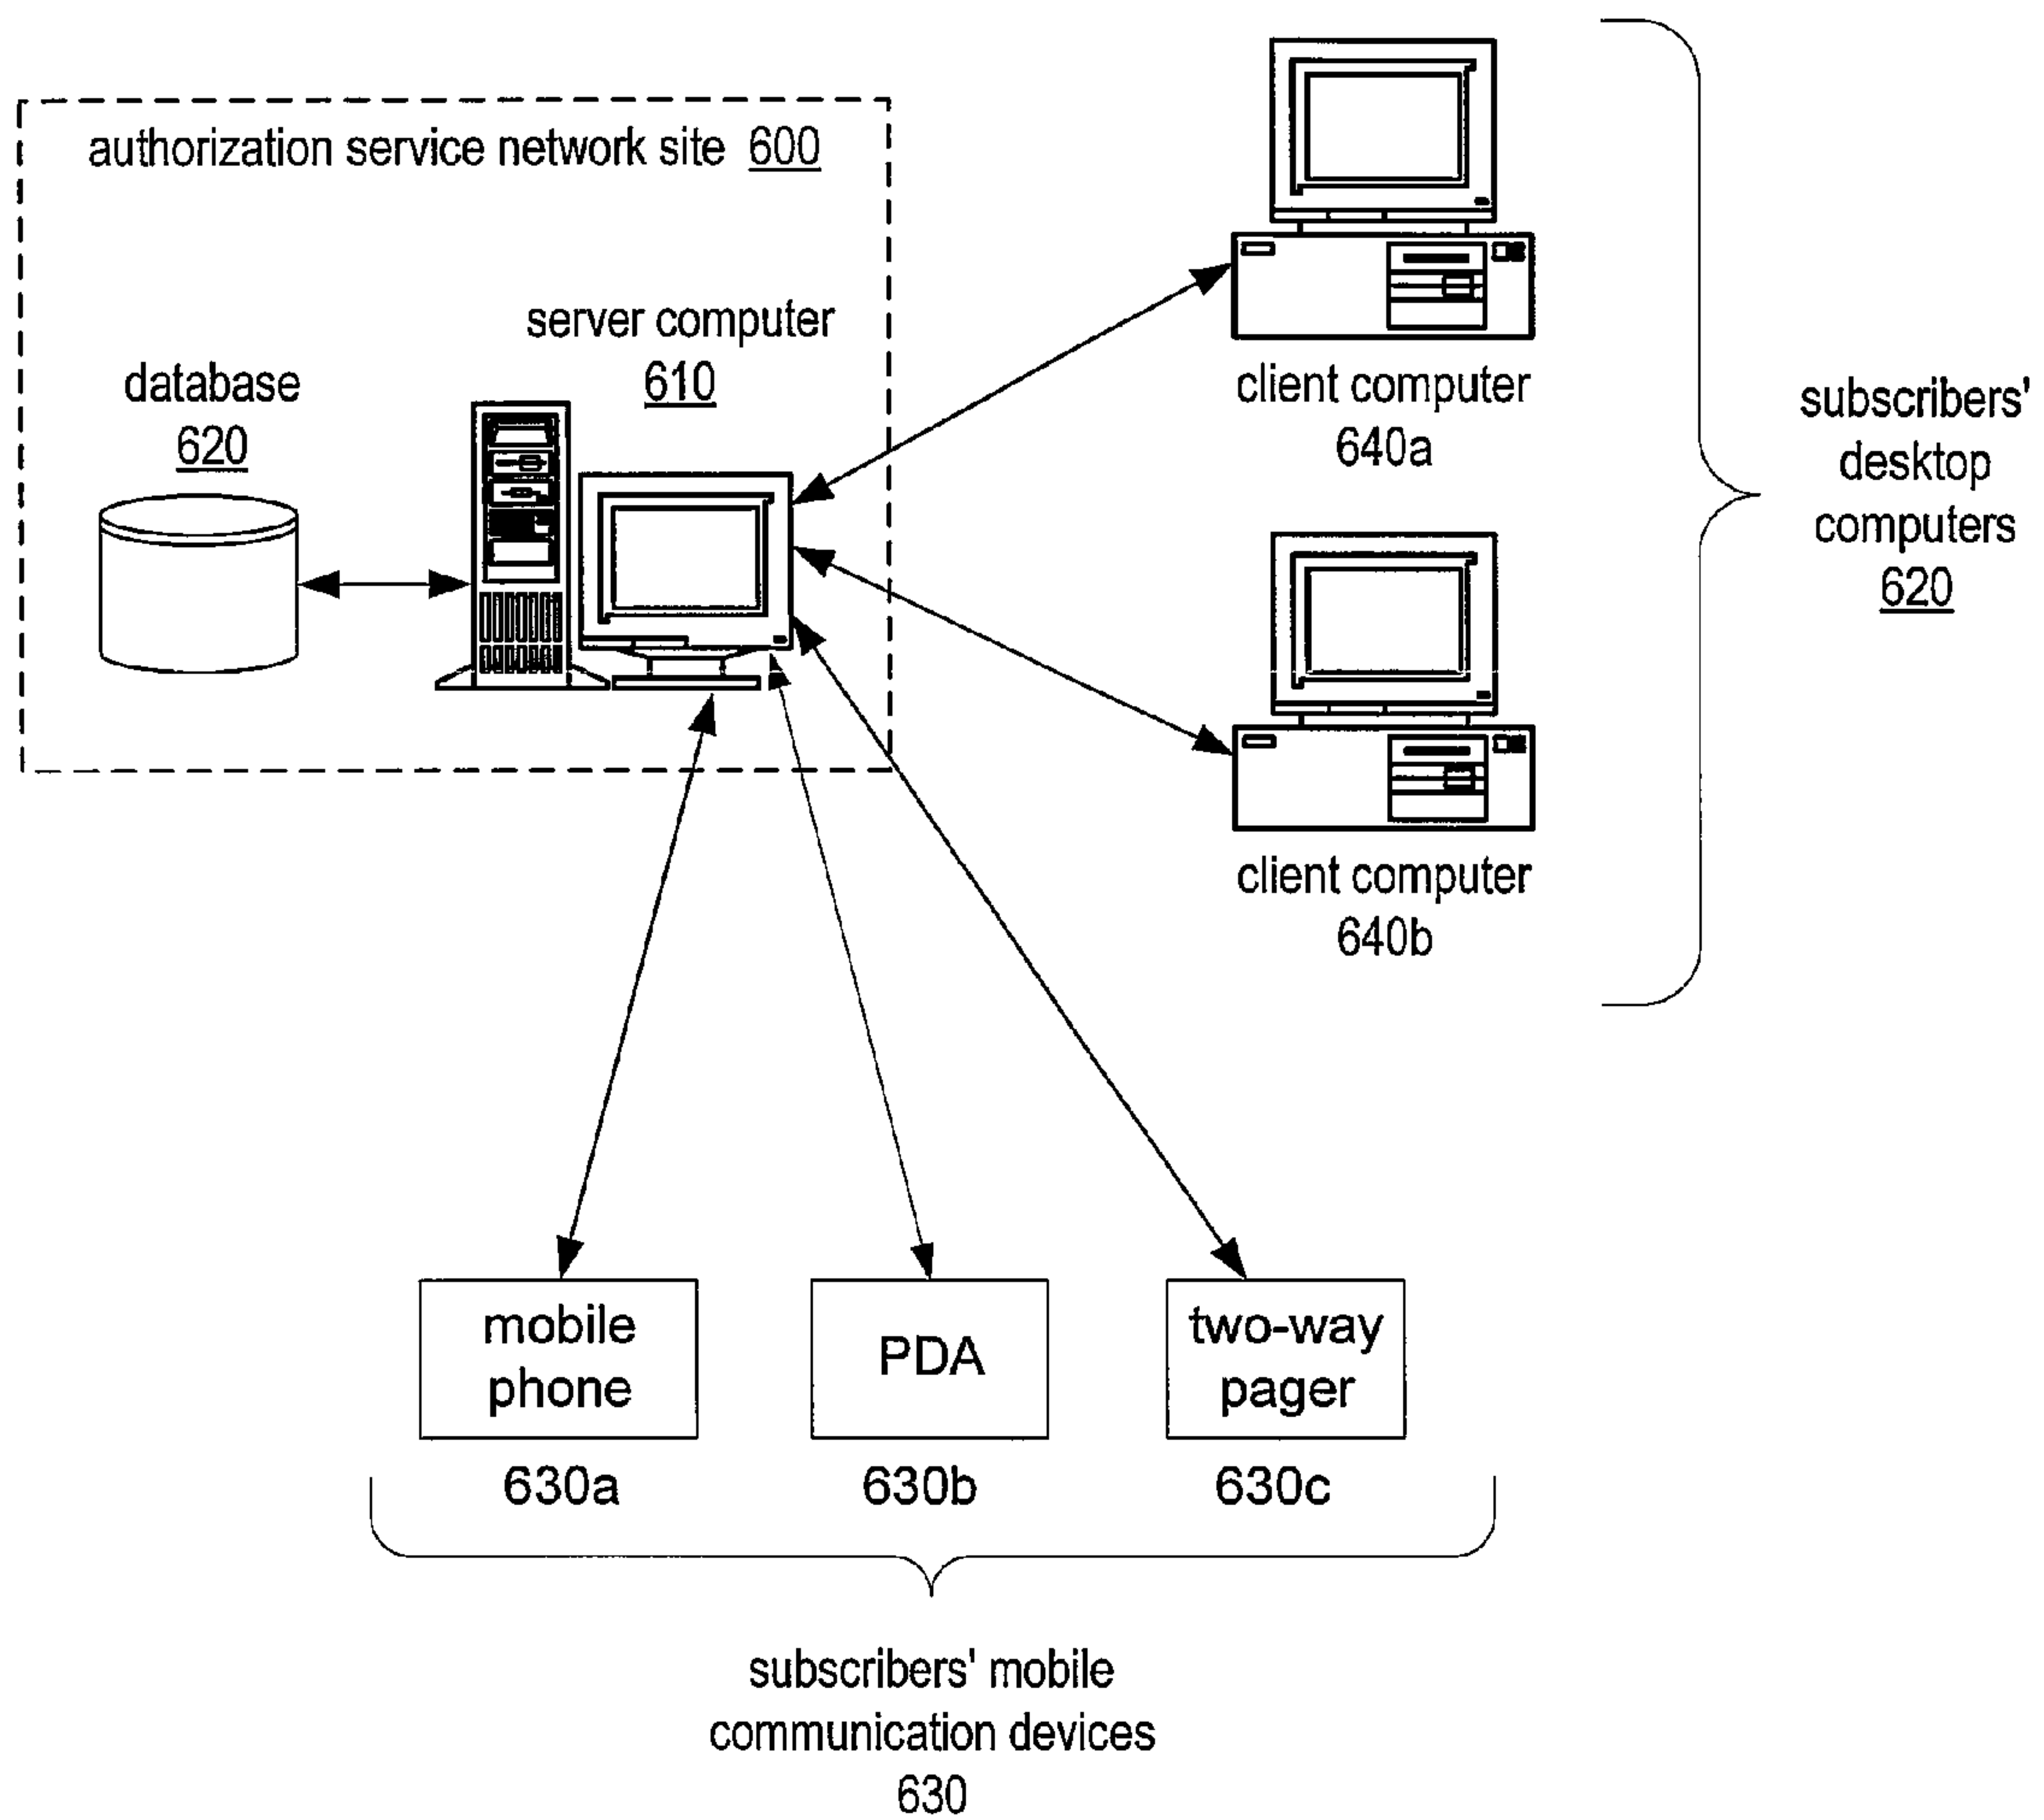 authorization service network site 600
server computer
610
database
620
client computer
640a
client computer
640b
subscribers'
desktop
computers
620
mobile
phone
630a
PDA
630b
two-way
pager
630c
subscribers' mobile
communication devices
630